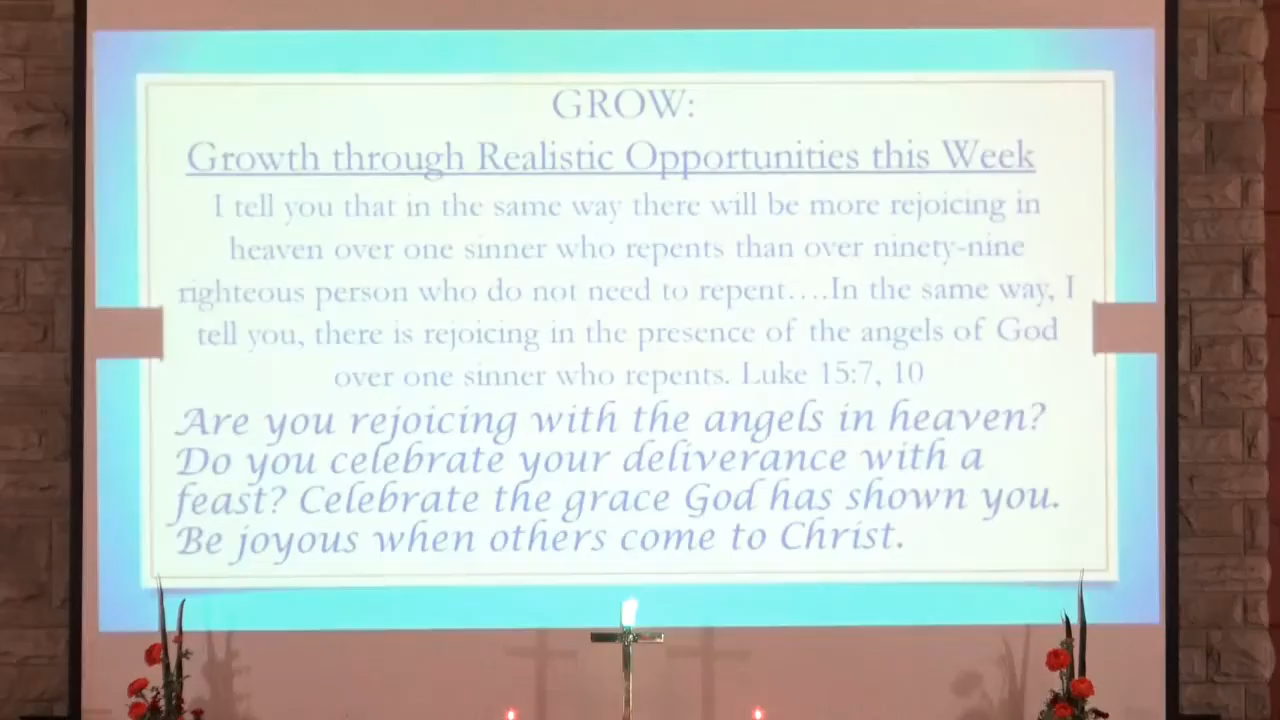 GROW:
Growth through Realistic Opportunities this Week
I tell you that in the same way there will be more rejoicing in
heaven over one sinner who repents than over ninety-nine
righteous person who do not need to repent….In the same way, I
tell you, there is rejoicing in the presence of the angels of God
over one sinner who repents. Luke 15:7, 10
Are you rejoicing with the angels in heaven?
Do you celebrate your deliverance with a
feast? Celebrate the grace God has shown you.
Be joyous when others come to Christ.